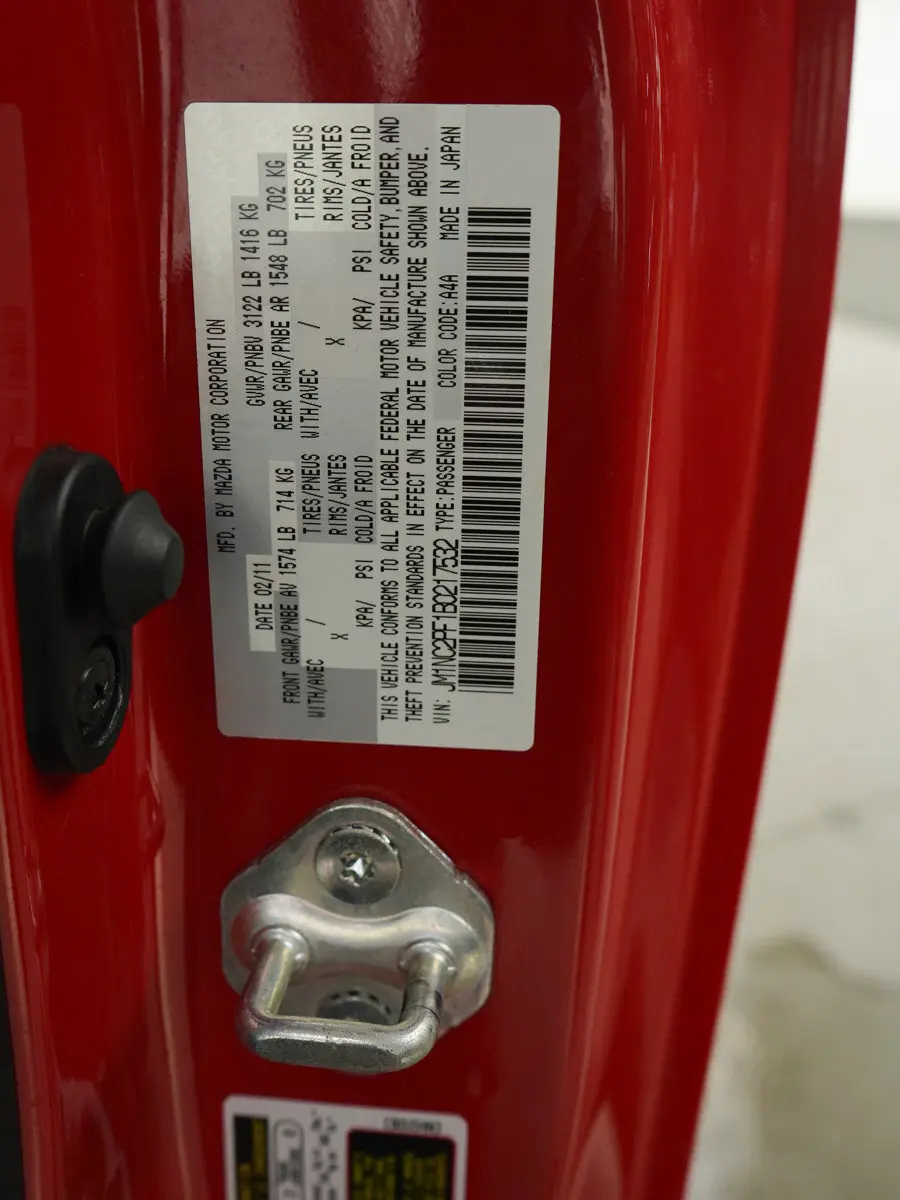 MFD. BY MAZDA MOTOR CORPORATION
DATE 02/11 GVWR/PNBV 3122 LB 1416 KG
FRONT GAWR/PNBE AV 1574 LB 714 KG REAR GAWR/PNBE AR 1548 LB 702 KG
WITH/AVEC / TIRES/PNEUS WITH/AVEC / TIRES/PNEUS
X RIMS/JANTES X RIMS/JANTES
KPA/ PSI COLD/A FROID KPA/ PSI COLD/A FROID
THIS VEHICLE CONFORMS TO ALL APPLICABLE FEDERAL MOTOR VEHICLE SAFETY, BUMPER, AND
THEFT PREVENTION STANDARDS IN EFFECT ON THE DATE OF MANUFACTURE SHOWN ABOVE.
VIN: JM1NC2PF1B0217532 TYPE:PASSENGER COLOR CODE:A4A MADE IN JAPAN